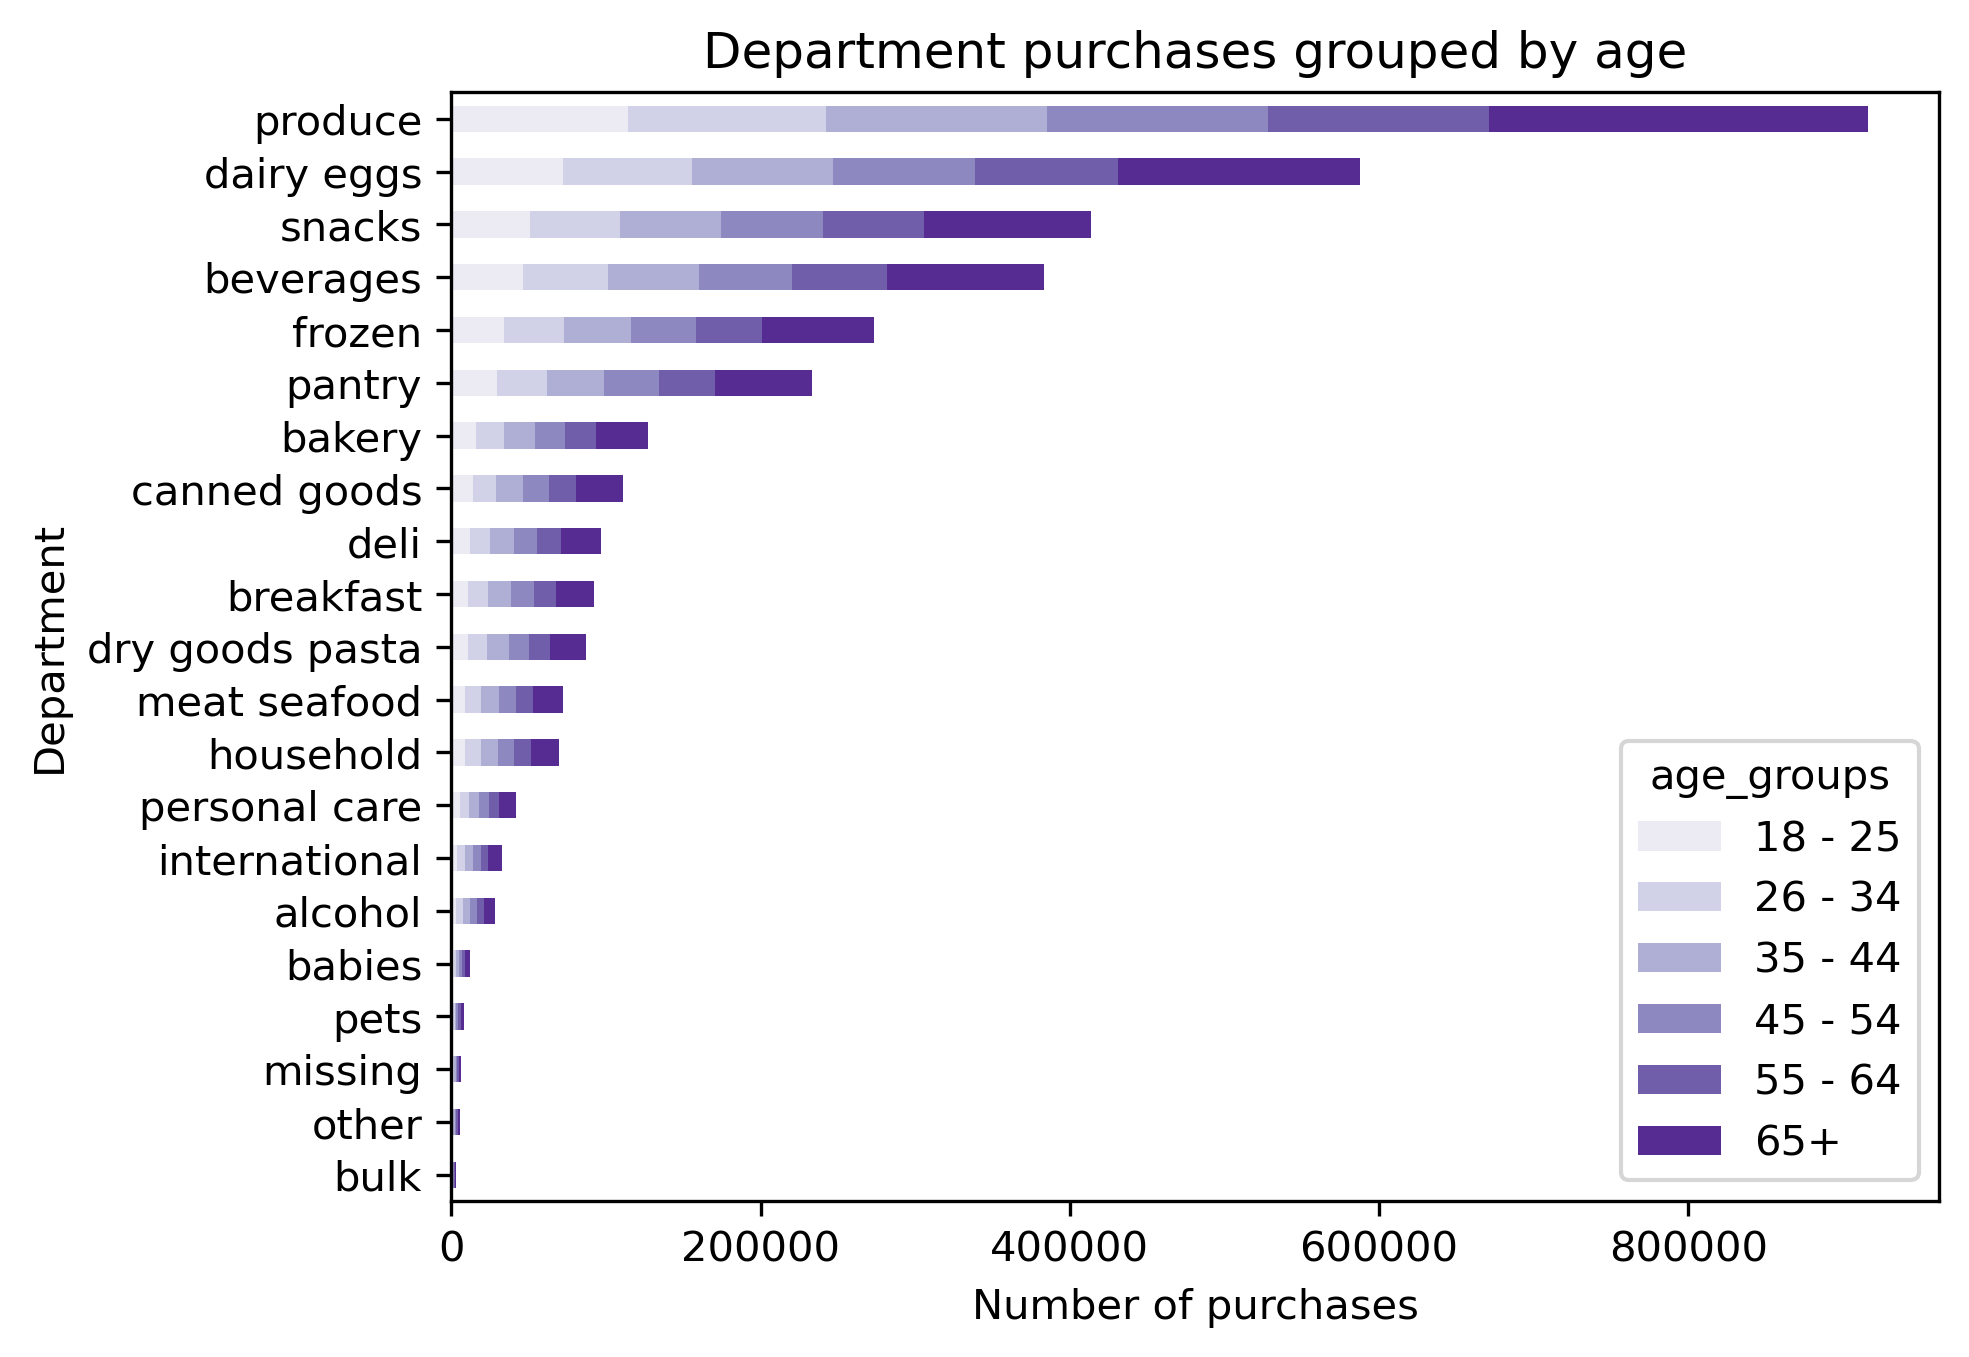 Department purchases grouped by age
produce
dairy eggs
snacks
beverages
frozen
pantry
bakery
canned goods
deli
breakfast
dry goods pasta
meat seafood
household
personal care
international
alcohol
babies
pets
missing
other
bulk
Department
0 200000 400000 600000 800000
Number of purchases
age_groups
18 - 25
26 - 34
35 - 44
45 - 54
55 - 64
65+